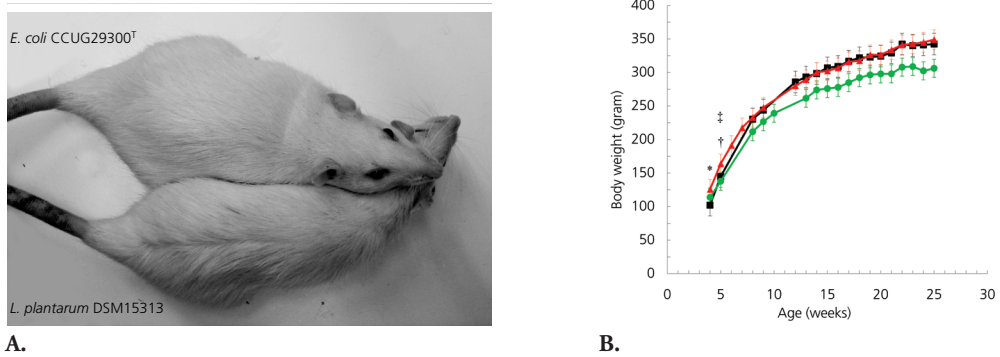 E. coli CCUG29300ᵀ
L. plantarum DSM15313
A.
400
350
300
250
200
150
100
50
0
Body weight (gram)
‡
†
*
0 5 10 15 20 25 30
Age (weeks)
B.